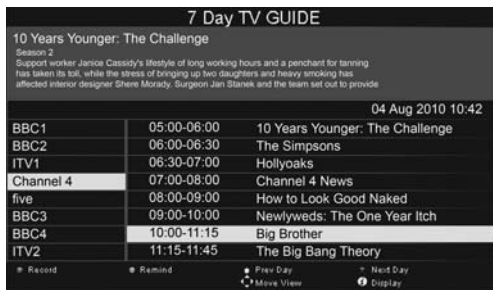 7 Day TV GUIDE
10 Years Younger: The Challenge
Season 2
Support worker Janice Cassidy's lifestyle of long working hours and a penchant for tanning
has taken its toll, while the stress of bringing up two daughters and heavy smoking has
affected interior designer Shere Morady. Surgeon Jan Stanek and the team set out to provide
04 Aug 2010 10:42
BBC1 05:00-06:00 10 Years Younger: The Challenge
BBC2 06:00-06:30 The Simpsons
ITV1 06:30-07:00 Hollyoaks
Channel 4 07:00-08:00 Channel 4 News
five 08:00-09:00 How to Look Good Naked
BBC3 09:00-10:00 Newlyweds: The One Year Itch
BBC4 10:00-11:15 Big Brother
ITV2 11:15-11:45 The Big Bang Theory
Record Remind Prev Day Next Day
Move View Display